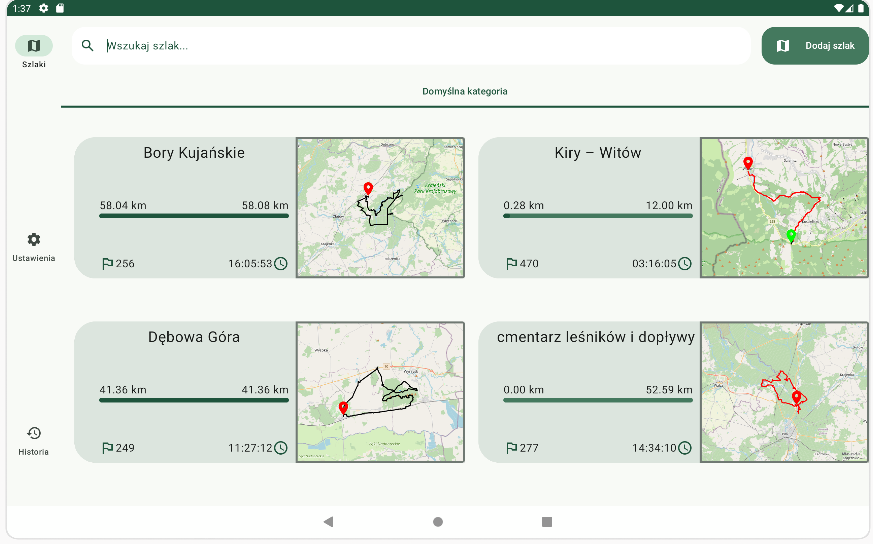 1:37
Wszukaj szlak...
Dodaj szlak
Szlaki
Domyślna kategoria
Bory Kujańskie
58.04 km 58.08 km
256 16:05:53
Kiry – Witów
0.28 km 12.00 km
470 03:16:05
Ustawienia
Dębowa Góra
41.36 km 41.36 km
249 11:27:12
cmentarz leśników i dopływy
0.00 km 52.59 km
277 14:34:10
Historia